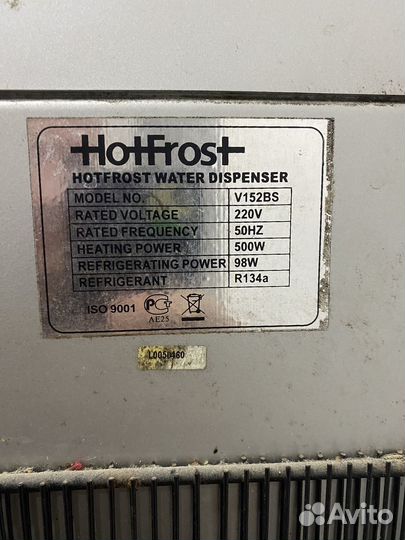 HotFrost
HOTFROST WATER DISPENSER
MODEL NO. V152BS
RATED VOLTAGE 220V
RATED FREQUENCY 50HZ
HEATING POWER 500W
REFRIGERATING POWER 98W
REFRIGERANT R134a
ISO 9001
AE25
L0050460
Avito